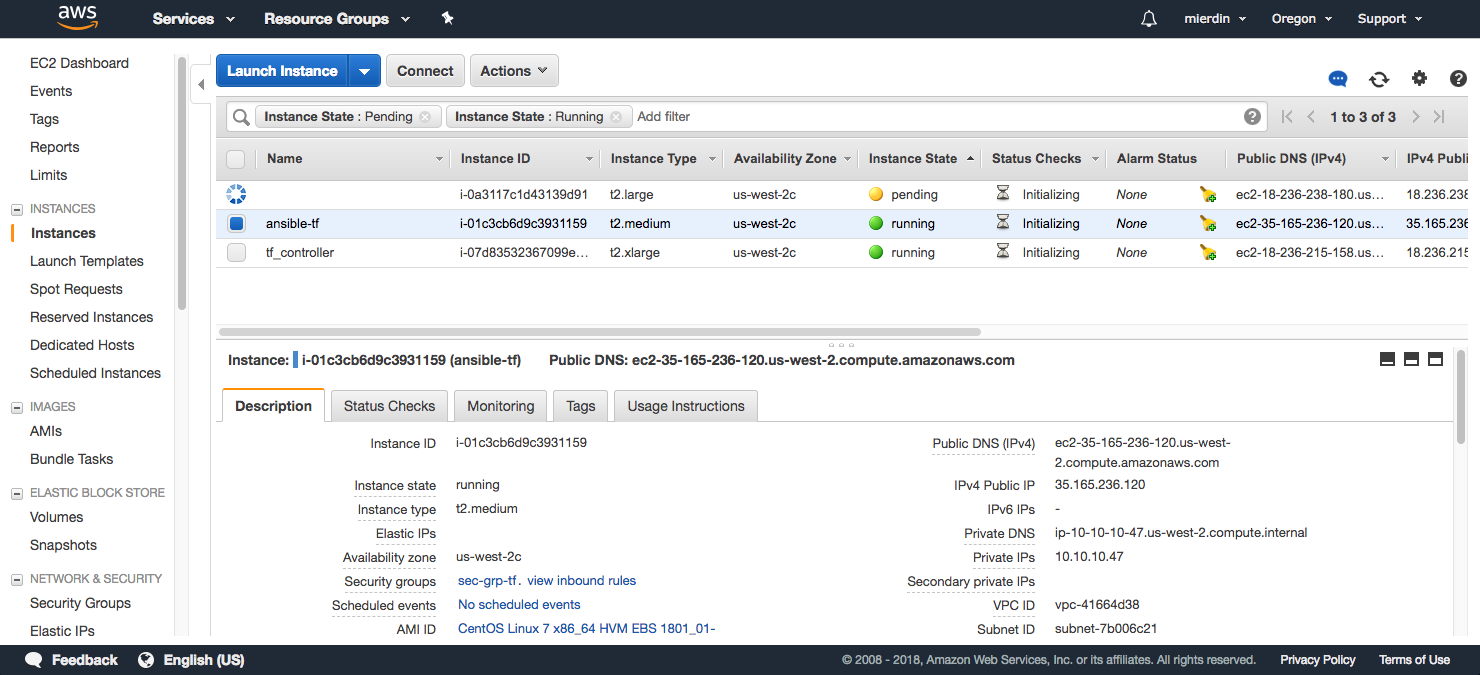 aws Services Resource Groups mierdin Oregon Support
EC2 Dashboard
Events
Tags
Reports
Limits
INSTANCES
Instances
Launch Templates
Spot Requests
Reserved Instances
Dedicated Hosts
Scheduled Instances
IMAGES
AMIs
Bundle Tasks
ELASTIC BLOCK STORE
Volumes
Snapshots
NETWORK & SECURITY
Security Groups
Elastic IPs
Launch Instance Connect Actions
Instance State : Pending Instance State : Running Add filter 1 to 3 of 3
Name Instance ID Instance Type Availability Zone Instance State Status Checks Alarm Status Public DNS (IPv4) IPv4 Publi
i-0a3117c1d43139d91 t2.large us-west-2c pending Initializing None ec2-18-236-238-180.us... 18.236.238
ansible-tf i-01c3cb6d9c3931159 t2.medium us-west-2c running Initializing None ec2-35-165-236-120.us... 35.165.236
tf_controller i-07d83532367099e... t2.xlarge us-west-2c running Initializing None ec2-18-236-215-158.us... 18.236.215
Instance: i-01c3cb6d9c3931159 (ansible-tf) Public DNS: ec2-35-165-236-120.us-west-2.compute.amazonaws.com
Description Status Checks Monitoring Tags Usage Instructions
Instance ID i-01c3cb6d9c3931159
Instance state running
Instance type t2.medium
Elastic IPs
Availability zone us-west-2c
Security groups sec-grp-tf. view inbound rules
Scheduled events No scheduled events
AMI ID CentOS Linux 7 x86_64 HVM EBS 1801_01-
Public DNS (IPv4) ec2-35-165-236-120.us-west-
2.compute.amazonaws.com
IPv4 Public IP 35.165.236.120
IPv6 IPs -
Private DNS ip-10-10-10-47.us-west-2.compute.internal
Private IPs 10.10.10.47
Secondary private IPs
VPC ID vpc-41664d38
Subnet ID subnet-7b006c21
Feedback English (US) © 2008 - 2018, Amazon Web Services, Inc. or its affiliates. All rights reserved. Privacy Policy Terms of Use